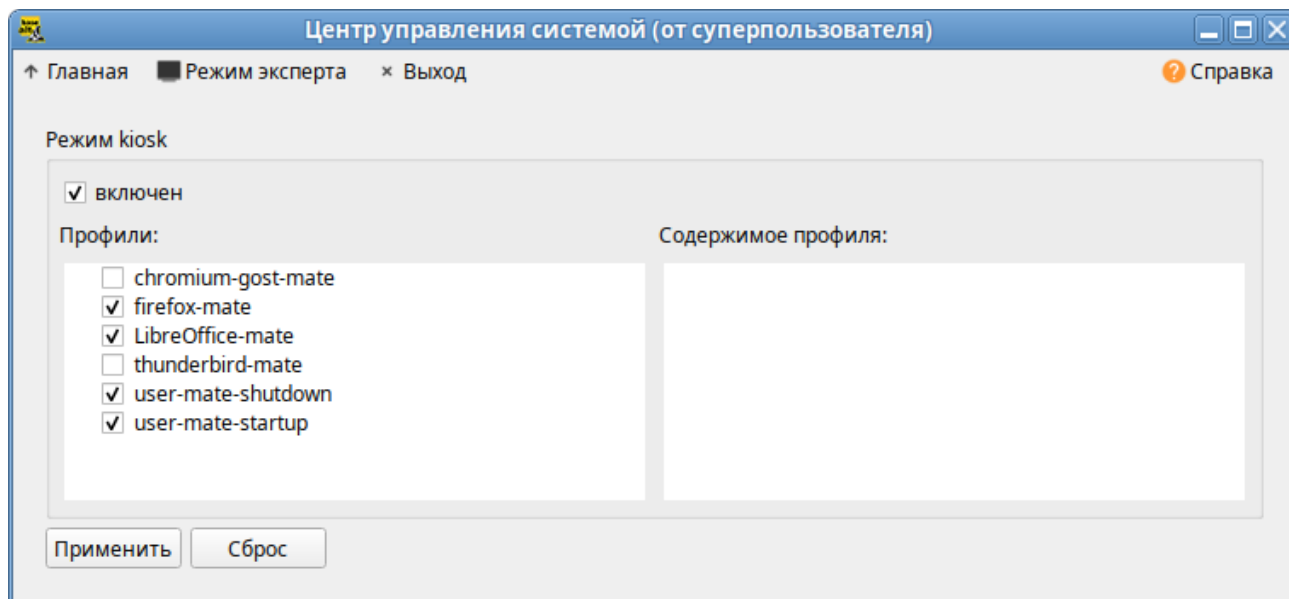 Центр управления системой (от суперпользователя)
Главная Режим эксперта Выход Справка
Режим kiosk
включен
Профили: Содержимое профиля:
chromium-gost-mate
firefox-mate
LibreOffice-mate
thunderbird-mate
user-mate-shutdown
user-mate-startup
Применить Сброс